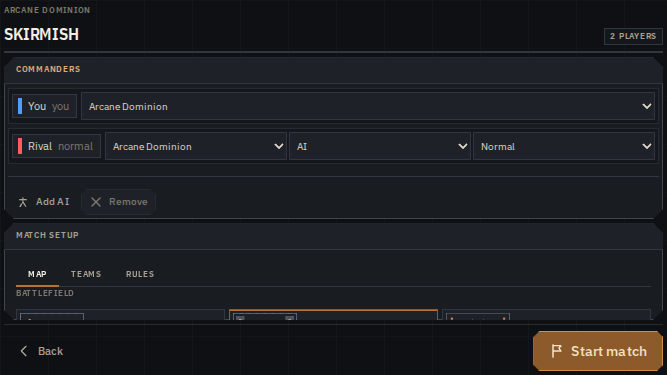 ARCANE DOMINION
SKIRMISH
2 PLAYERS
COMMANDERS
You you Arcane Dominion
Rival normal Arcane Dominion AI Normal
Add AI Remove
MATCH SETUP
MAP TEAMS RULES
BATTLEFIELD
Back Start match